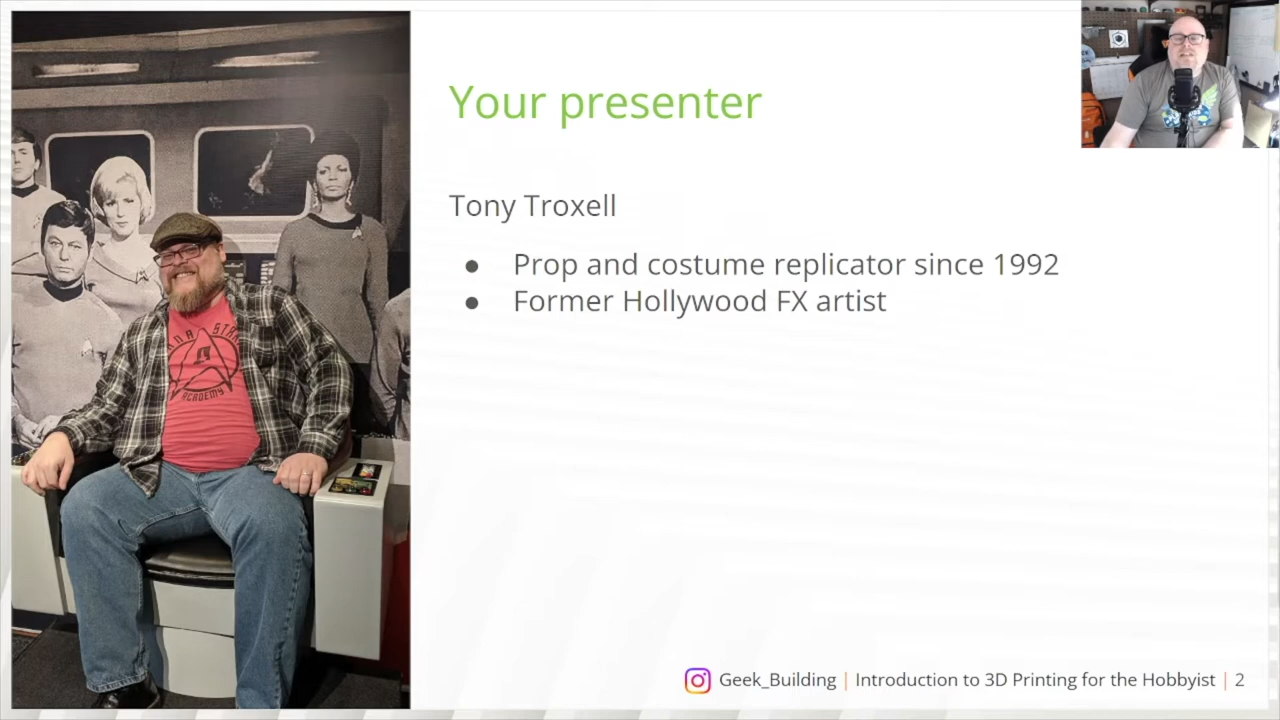 Your presenter
Tony Troxell
● Prop and costume replicator since 1992
● Former Hollywood FX artist
ACADEMY
Geek_Building | Introduction to 3D Printing for the Hobbyist | 2